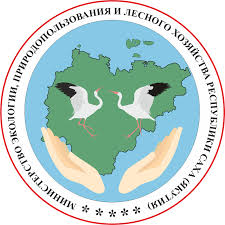 МИНИСТЕРСТВО ЭКОЛОГИИ, ПРИРОДОПОЛЬЗОВАНИЯ И ЛЕСНОГО ХОЗЯЙСТВА РЕСПУБЛИКИ САХА (ЯКУТИЯ)